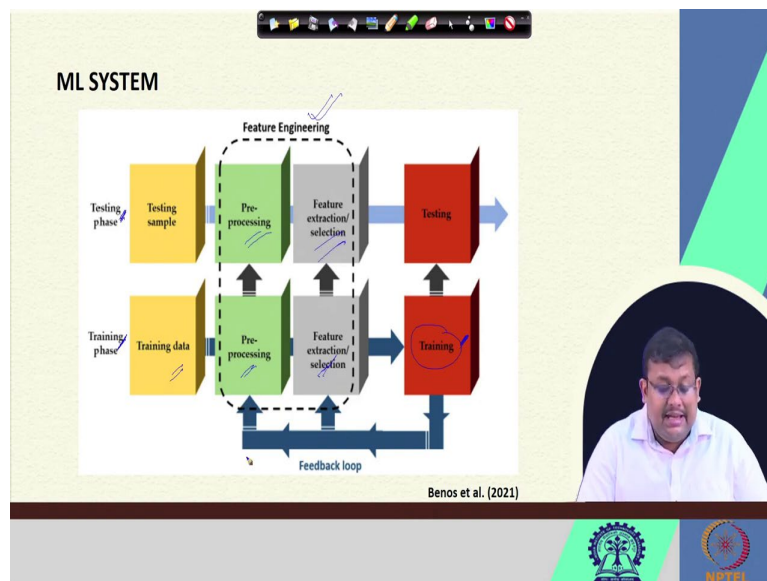 ML SYSTEM
Feature Engineering
Testing
phase
Testing
sample
Pre-
processing
Feature
extraction/
selection
Testing
Training
phase
Training data
Pre-
processing
Feature
extraction/
selection
Training
Feedback loop
Benos et al. (2021)
NPTEL